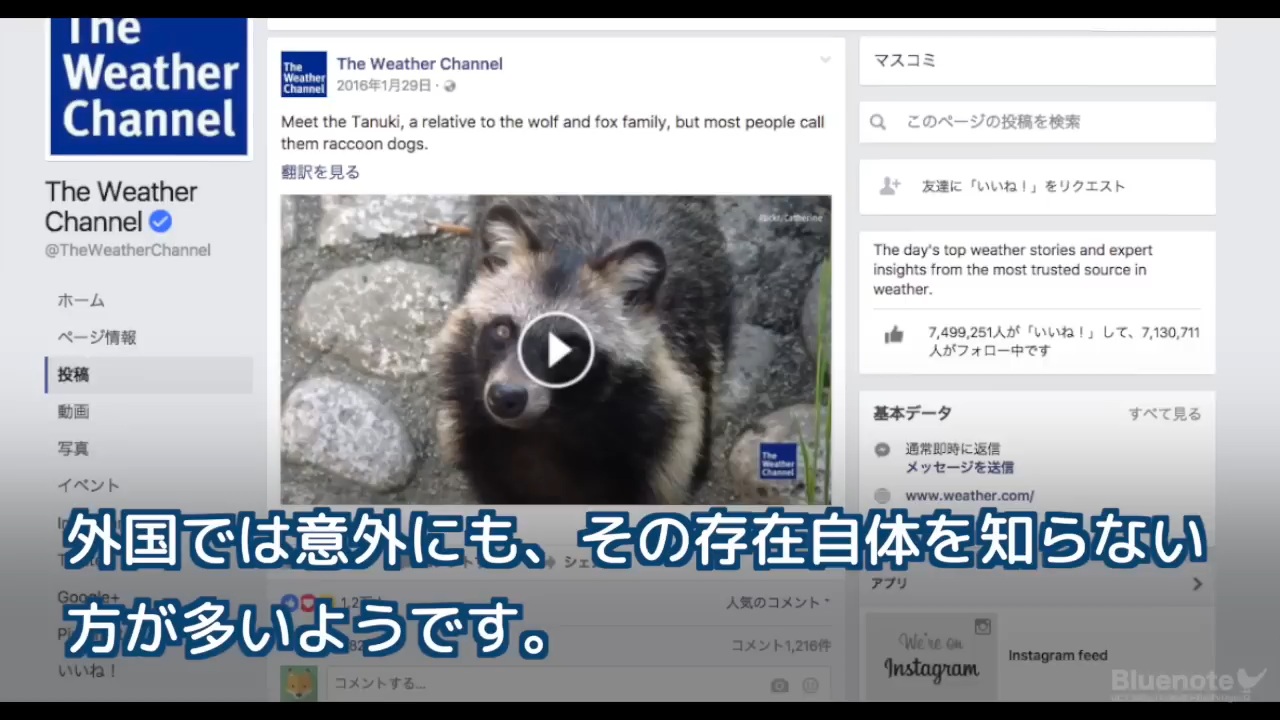 The
Weather
Channel
The Weather
Channel
@TheWeatherChannel
ホーム
ページ情報
投稿
動画
写真
イベント
Google+
いいね！
The
Weather
Channel
The Weather Channel
2016年1月29日
Meet the Tanuki, a relative to the wolf and fox family, but most people call
them raccoon dogs.
翻訳を見る
flickr/Catherine
The
Weather
Channel
人気のコメント
コメント1,216件
コメントする...
マスコミ
このページの投稿を検索
友達に「いいね！」をリクエスト
The day's top weather stories and expert
insights from the most trusted source in
weather.
7,499,251人が「いいね！」して、7,130,711
人がフォロー中です
基本データ
すべて見る
通常即時に返信
メッセージを送信
www.weather.com/
アプリ
We're on
Instagram
Instagram feed
外国では意外にも、その存在自体を知らない
方が多いようです。
Bluenote